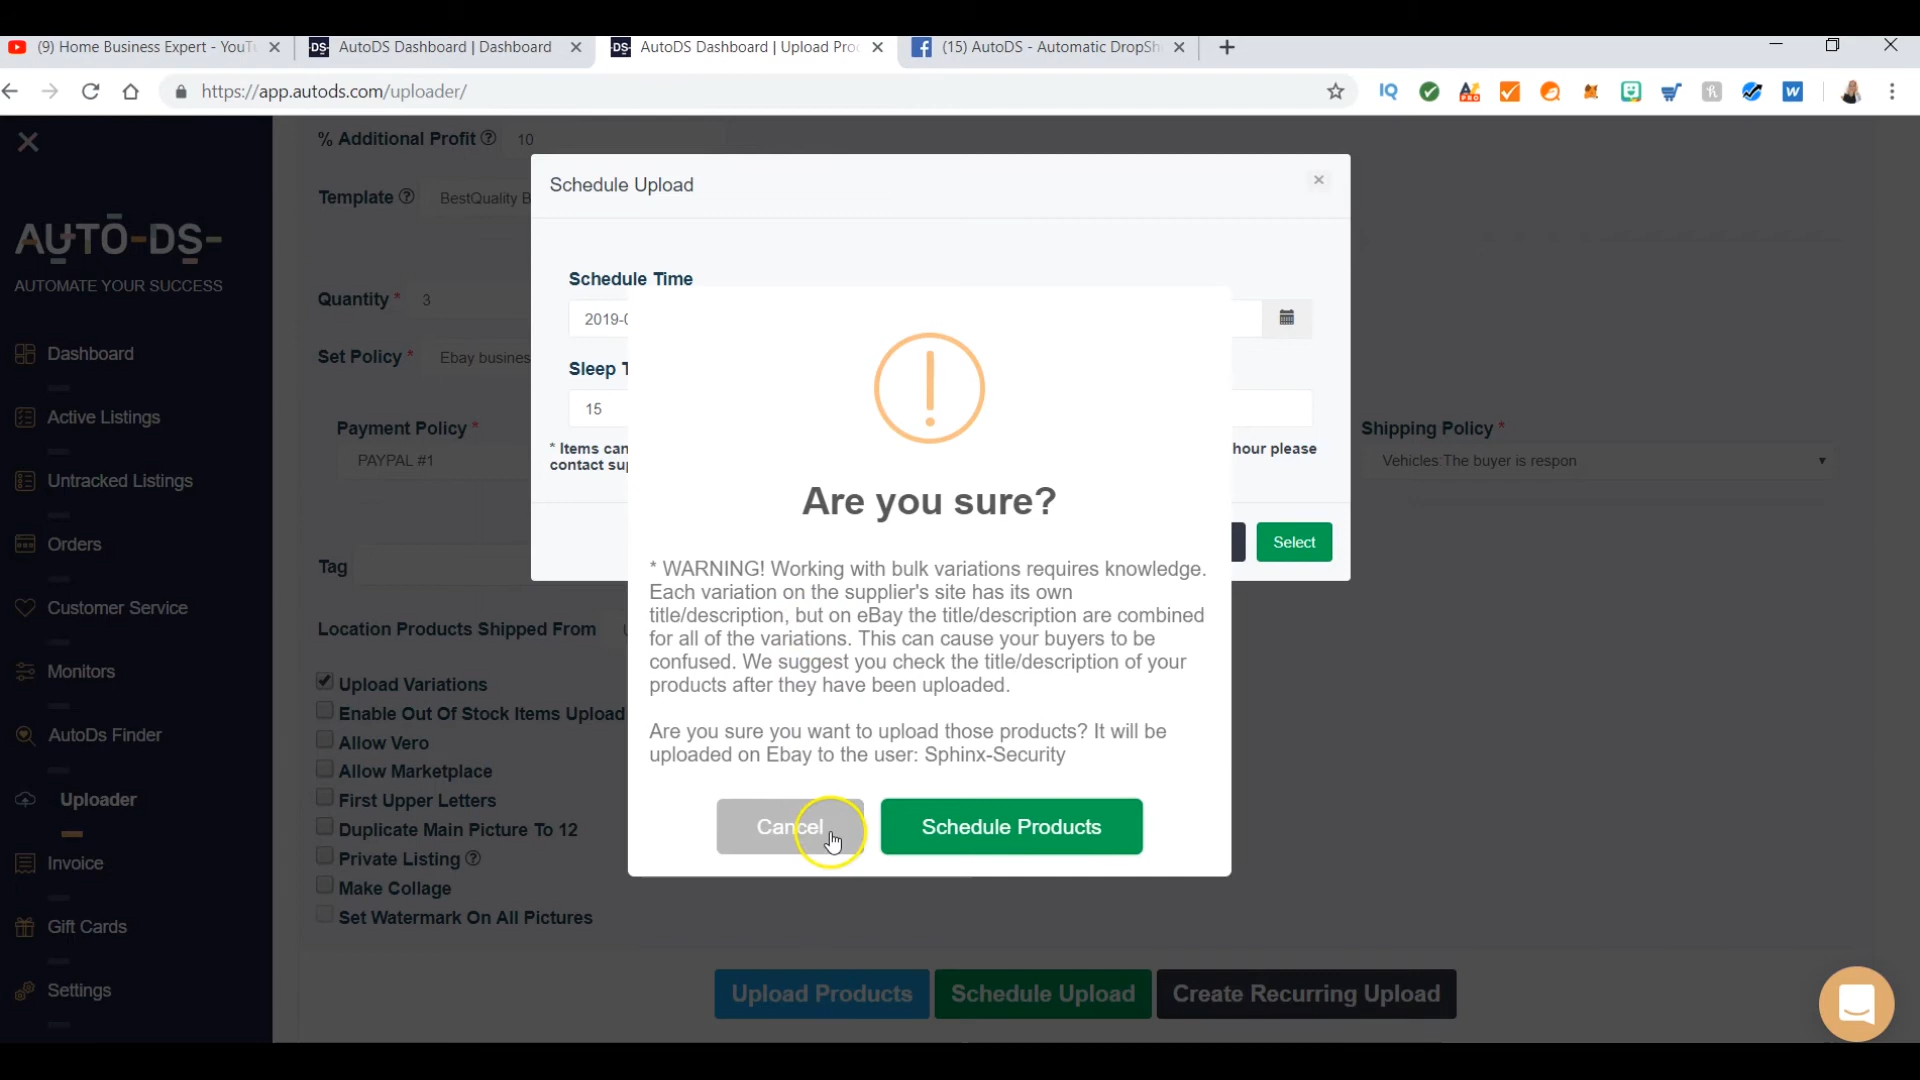 (9) Home Business Expert - YouT
AutoDS Dashboard | Dashboard
AutoDS Dashboard | Upload Pro
(15) AutoDS - Automatic DropSh
https://app.autods.com/uploader/
AUTO-DS-
AUTOMATE YOUR SUCCESS
Dashboard
Active Listings
Untracked Listings
Orders
Customer Service
Monitors
AutoDs Finder
Uploader
Invoice
Gift Cards
Settings
% Additional Profit 10
Template BestQuality B
Quantity * 3
Set Policy * Ebay busines
Payment Policy *
PAYPAL #1
Shipping Policy *
Vehicles:The buyer is respon
Tag
Location Products Shipped From
Upload Variations
Enable Out Of Stock Items Upload
Allow Vero
Allow Marketplace
First Upper Letters
Duplicate Main Picture To 12
Private Listing
Make Collage
Set Watermark On All Pictures
Schedule Upload
Schedule Time
2019-0
Sleep T
15
* Items can
hour please
contact sup
Select
Are you sure?
* WARNING! Working with bulk variations requires knowledge.
Each variation on the supplier's site has its own
title/description, but on eBay the title/description are combined
for all of the variations. This can cause your buyers to be
confused. We suggest you check the title/description of your
products after they have been uploaded.
Are you sure you want to upload those products? It will be
uploaded on Ebay to the user: Sphinx-Security
Cancel
Schedule Products
Upload Products
Schedule Upload
Create Recurring Upload